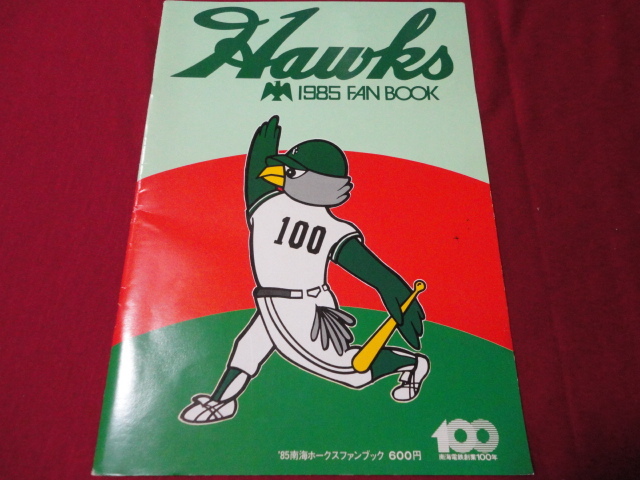 Hawks
1985 FAN BOOK
100
'85南海ホークスファンブック 600円
100
南海電鉄創業100年